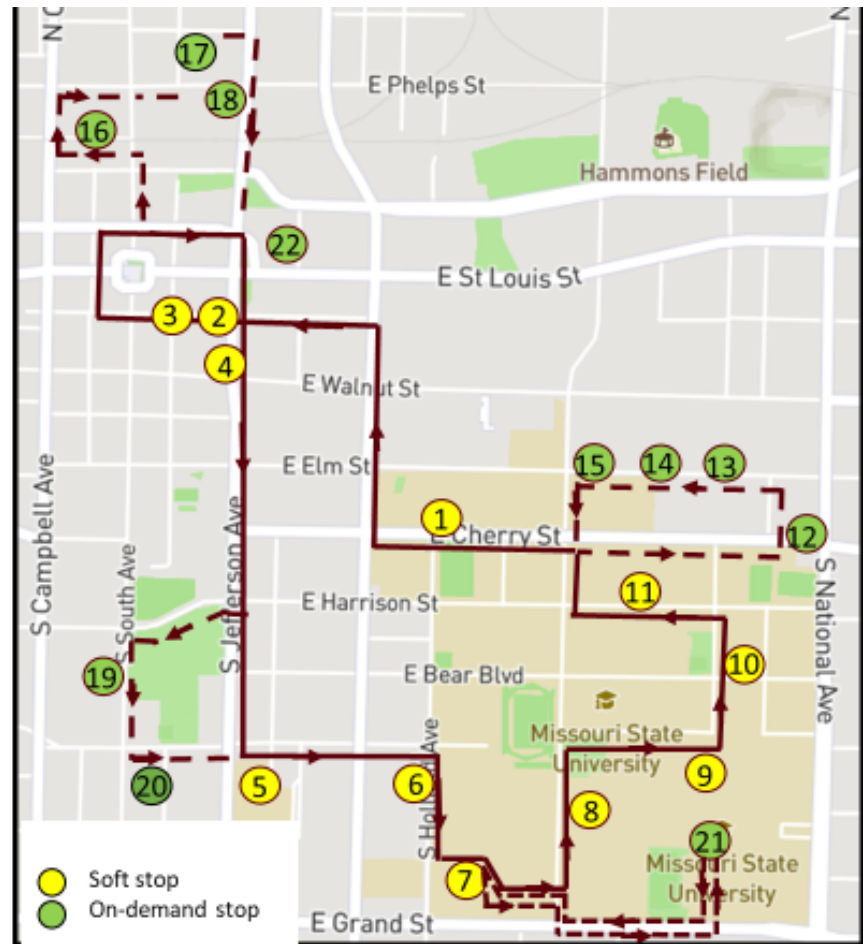 N C
N
17
E Phelps St
18
16
Hammons Field
22
E St Louis St
3
2
4
E Walnut St
E Elm St
15
14
13
1
E Cherry St
12
S Campbell Ave
S South Ave
S Jefferson Ave
S National Ave
E Harrison St
11
10
19
E Bear Blvd
Missouri State
University
20
5
6
9
S Holland Ave
8
21
7
Missouri State
University
Soft stop
On-demand stop
E Grand St